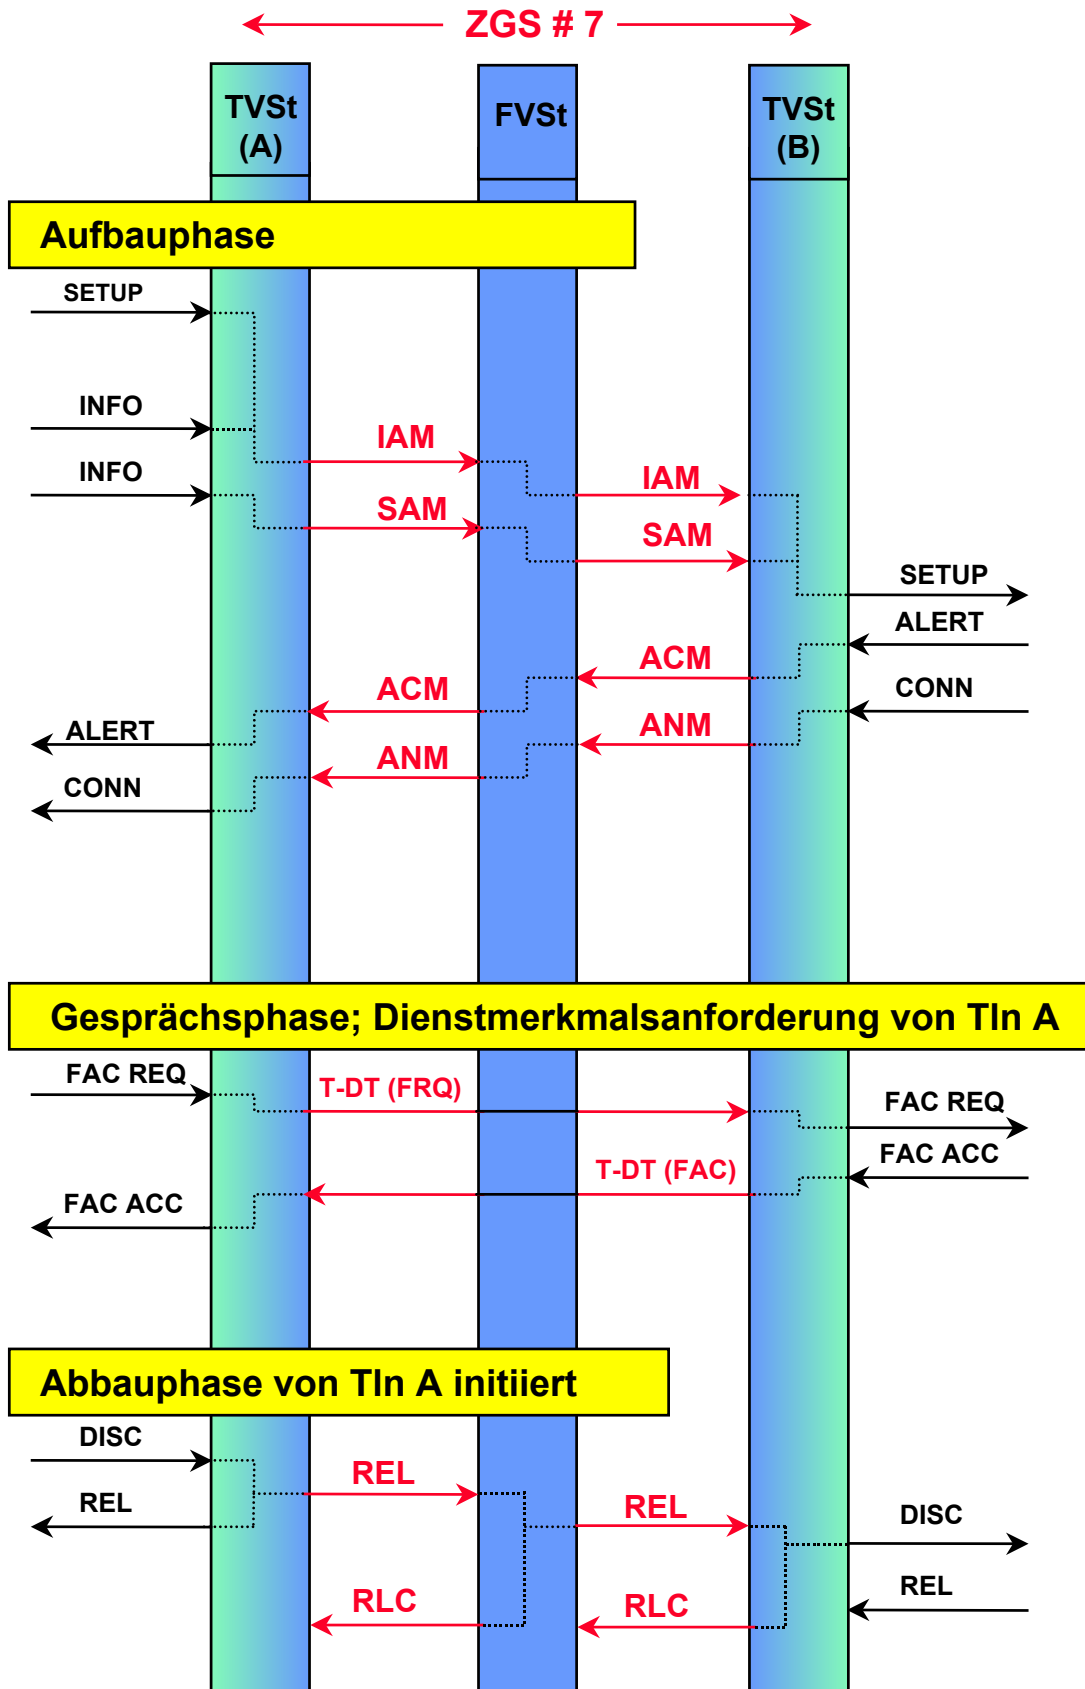 ZGS # 7
TVSt
(A)
FVSt
TVSt
(B)
Aufbauphase
SETUP
INFO
IAM
INFO
IAM
SAM
SAM
SETUP
ALERT
ACM
ACM
CONN
ALERT
ANM
ANM
CONN
Gesprächsphase; Dienstmerkmalsanforderung von Tln A
FAC REQ
T-DT (FRQ)
FAC REQ
FAC ACC
T-DT (FAC)
FAC ACC
Abbauphase von Tln A initiiert
DISC
REL
REL
REL
DISC
REL
RLC
RLC